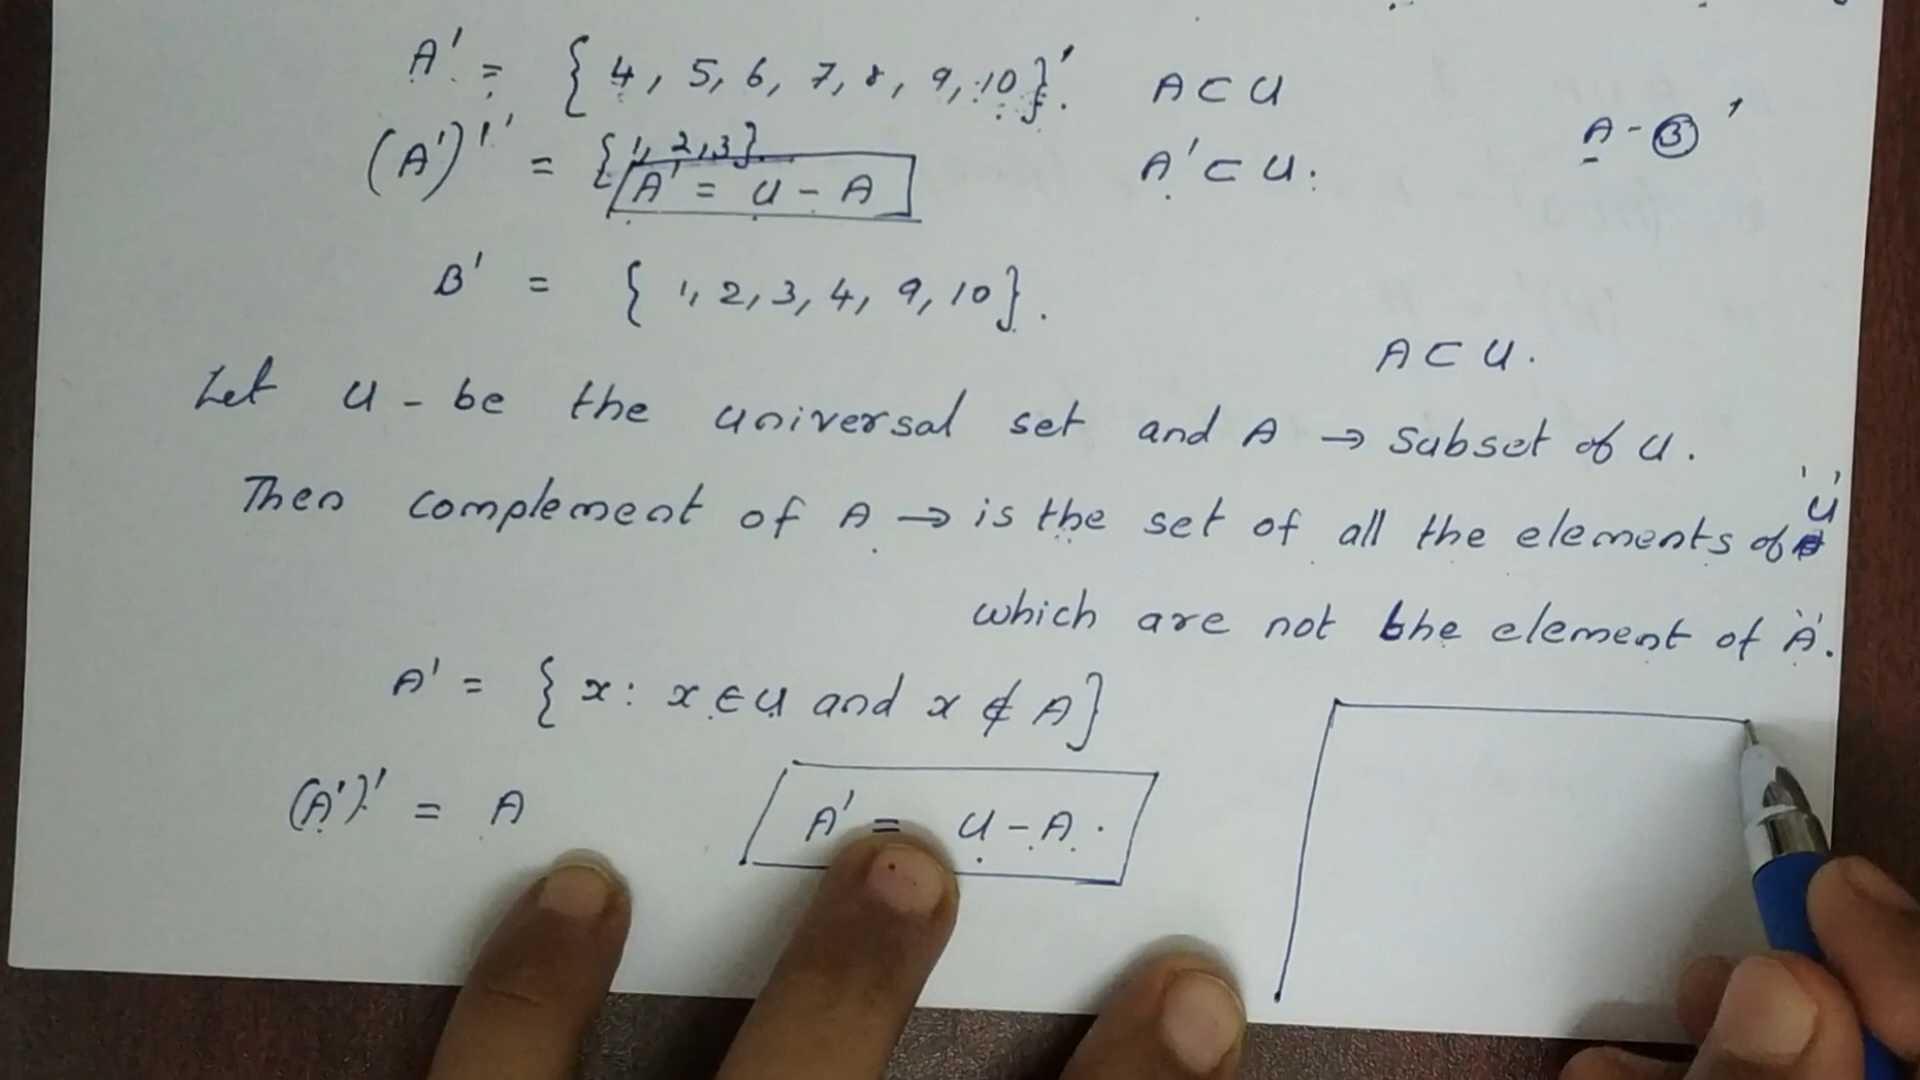 A' = { 4, 5, 6, 7, 8, 9, 10 }'. A ⊂ U
A - ③ '
(A')'' = { 1, 2, 3 } A' ⊂ U.
A' = U - A
B' = { 1, 2, 3, 4, 9, 10 }.
A ⊂ U.
Let U - be the universal set and A → Subset of U.
Then complement of A → is the set of all the elements of U
which are not the element of A.
A' = { x : x ∈ U and x ∉ A }
(A')' = A A' = U - A.